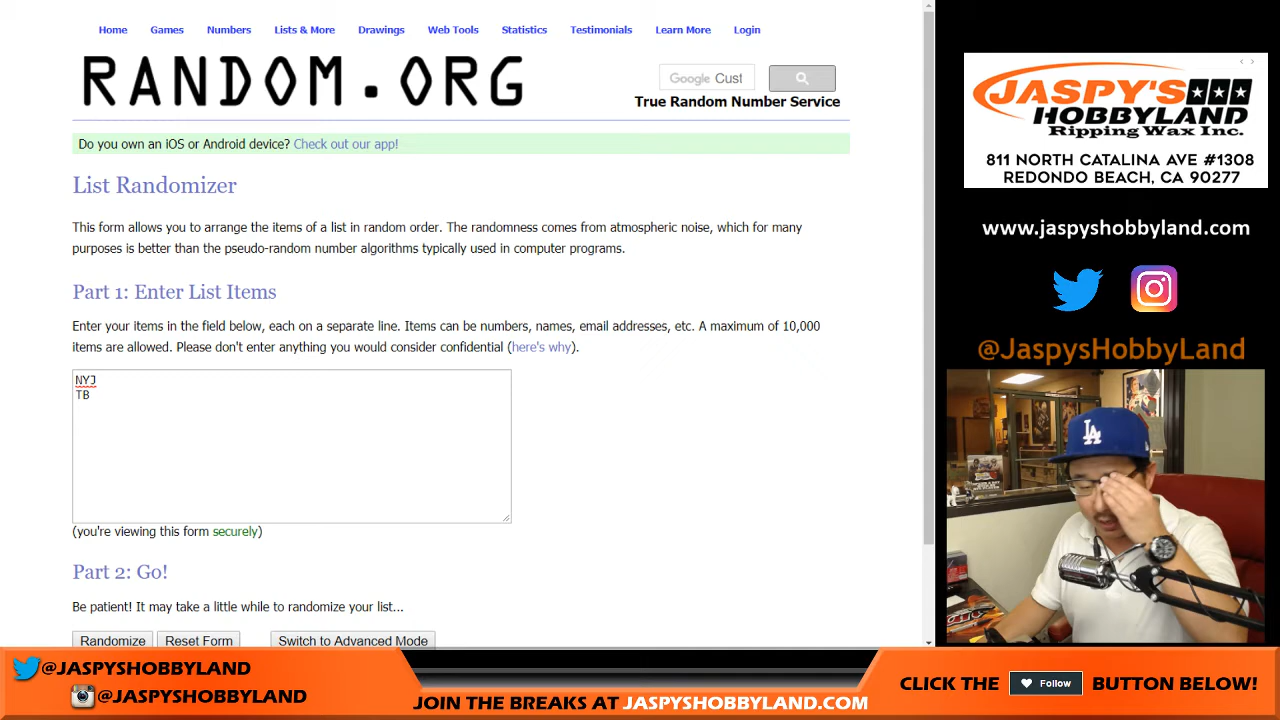 Home Games Numbers Lists & More Drawings Web Tools Statistics Testimonials Learn More Login
RANDOM.ORG
Google Cust
True Random Number Service
Do you own an iOS or Android device? Check out our app!
List Randomizer
This form allows you to arrange the items of a list in random order. The randomness comes from atmospheric noise, which for many
purposes is better than the pseudo-random number algorithms typically used in computer programs.
Part 1: Enter List Items
Enter your items in the field below, each on a separate line. Items can be numbers, names, email addresses, etc. A maximum of 10,000
items are allowed. Please don't enter anything you would consider confidential (here's why).
NYJ
TB
(you're viewing this form securely)
Part 2: Go!
Be patient! It may take a little while to randomize your list...
Randomize Reset Form Switch to Advanced Mode
JASPY'S
HOBBYLAND
Ripping Wax Inc.
811 NORTH CATALINA AVE #1308
REDONDO BEACH, CA 90277
www.jaspyshobbyland.com
@JaspysHobbyLand
LA
@JASPYSHOBBYLAND
@JASPYSHOBBYLAND
JOIN THE BREAKS AT JASPYSHOBBYLAND.COM
CLICK THE Follow BUTTON BELOW!